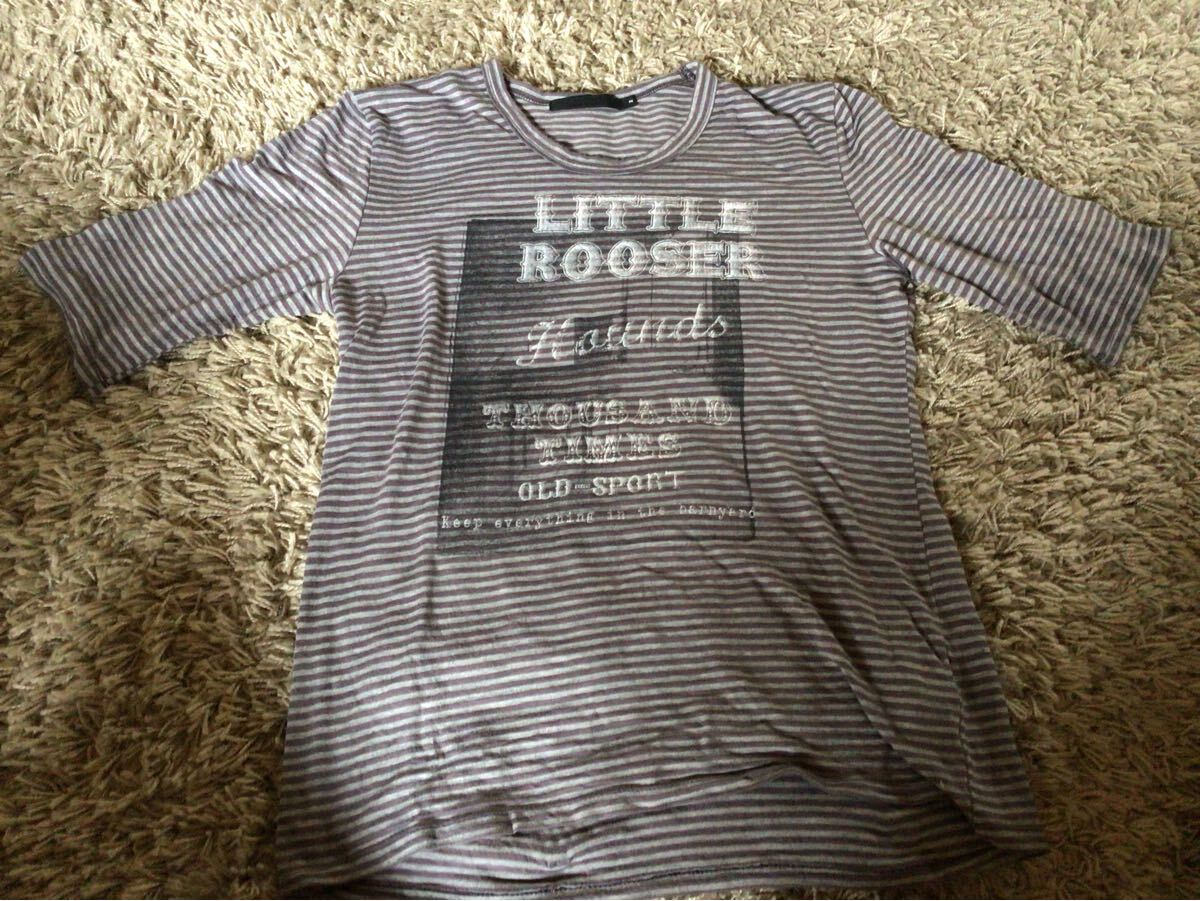 LITTLE
ROOSER
Hounds
THOUSAND
TIMES
OLD-SPORT
Keep everything in the barnyard